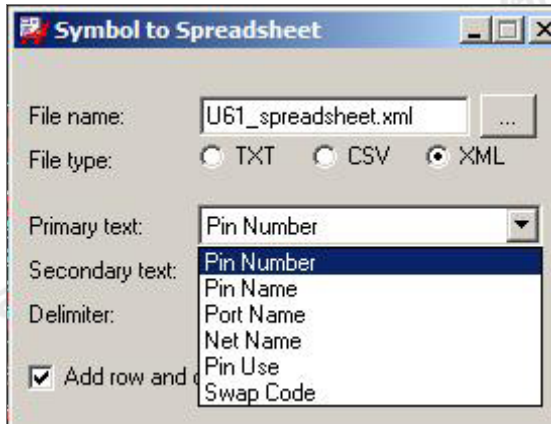 Symbol to Spreadsheet
File name: U61_spreadsheet.xml ...
File type: TXT CSV XML
Primary text: Pin Number
Pin Number
Secondary text:
Pin Name
Port Name
Delimiter:
Net Name
Pin Use
Add row and
Swap Code